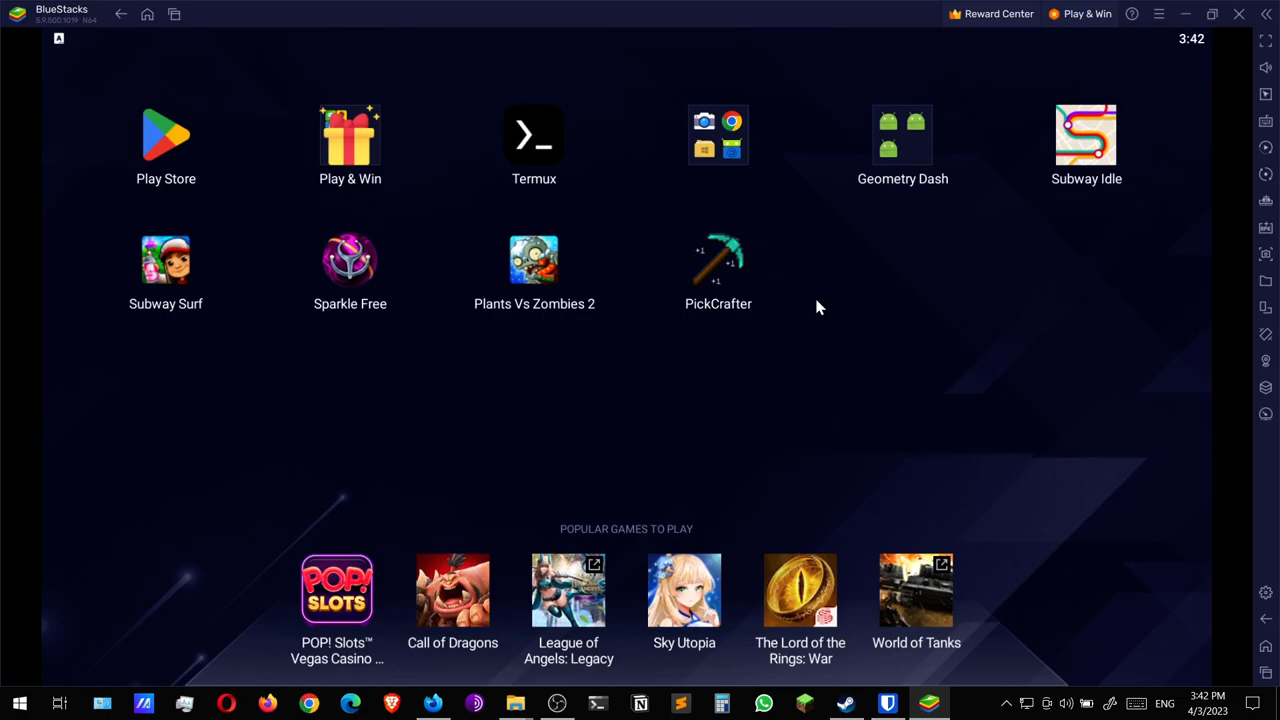 BlueStacks
5.9.500.1019 N64
Reward Center
Play & Win
A
3:42
Play Store
Play & Win
Termux
Geometry Dash
Subway Idle
+1
+1
+1
Subway Surf
Sparkle Free
Plants Vs Zombies 2
PickCrafter
POPULAR GAMES TO PLAY
POP!
SLOTS
POP! Slots™
Vegas Casino ...
Call of Dragons
League of
Angels: Legacy
Sky Utopia
The Lord of the
Rings: War
World of Tanks
ENG
3:42 PM
4/3/2023